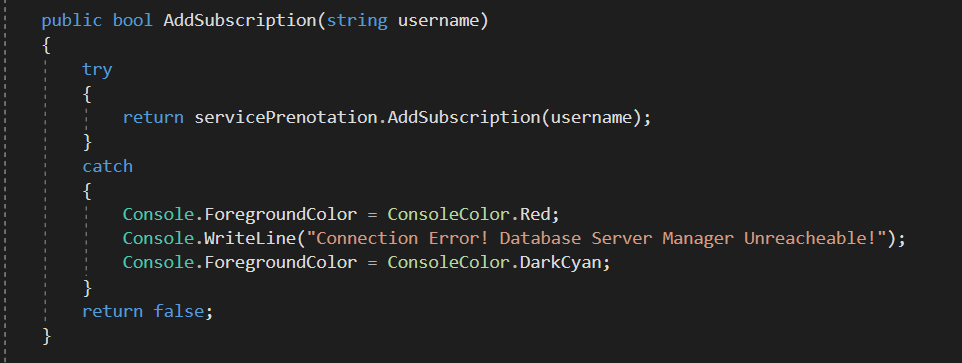 public bool AddSubscription(string username)
{
try
{
return servicePrenotation.AddSubscription(username);
}
catch
{
Console.ForegroundColor = ConsoleColor.Red;
Console.WriteLine("Connection Error! Database Server Manager Unreacheable!");
Console.ForegroundColor = ConsoleColor.DarkCyan;
}
return false;
}